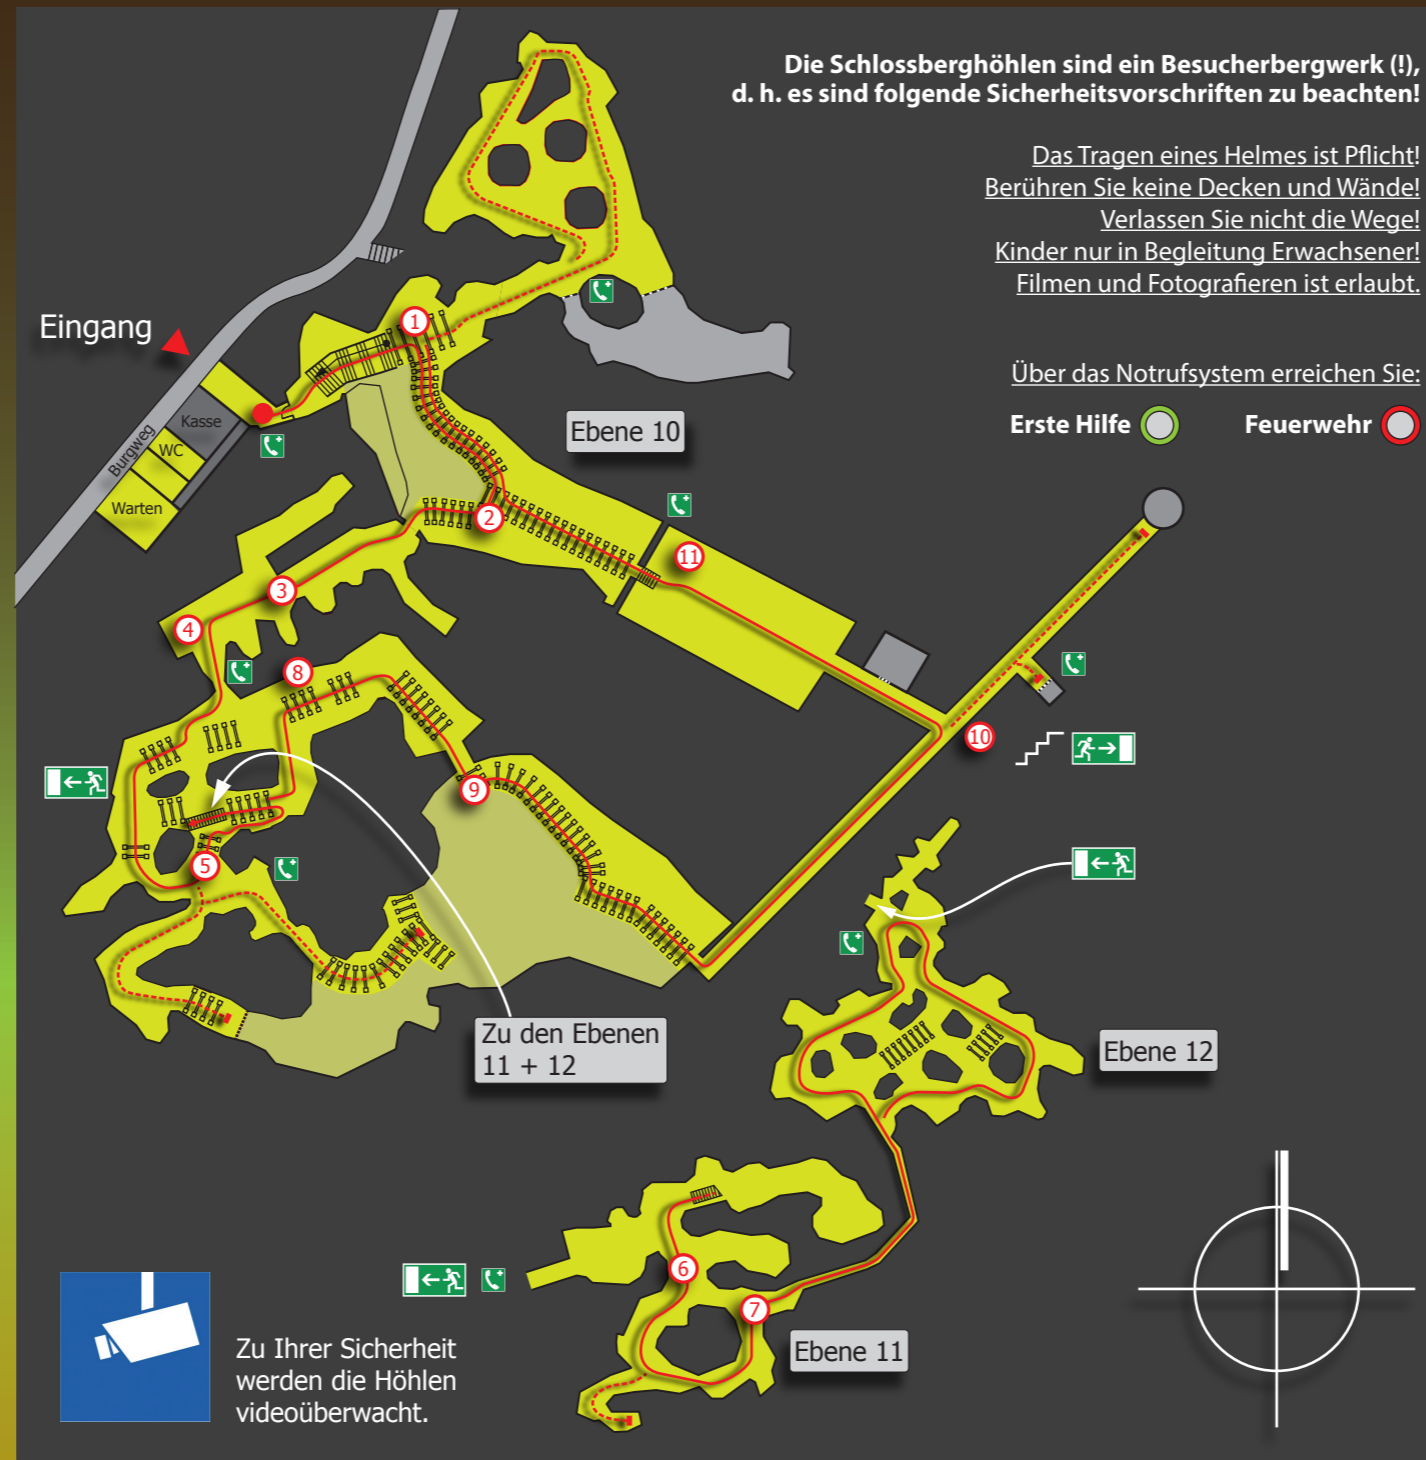 Die Schlossberghöhlen sind ein Besucherbergwerk (!),
d. h. es sind folgende Sicherheitsvorschriften zu beachten!
Das Tragen eines Helmes ist Pflicht!
Berühren Sie keine Decken und Wände!
Verlassen Sie nicht die Wege!
Kinder nur in Begleitung Erwachsener!
Filmen und Fotografieren ist erlaubt.
Über das Notrufsystem erreichen Sie:
Erste Hilfe
Feuerwehr
Eingang
Burgweg
Kasse
WC
Warten
1
Ebene 10
2
11
3
4
8
10
9
5
Zu den Ebenen
11 + 12
Ebene 12
6
7
Ebene 11
Zu Ihrer Sicherheit
werden die Höhlen
videoüberwacht.